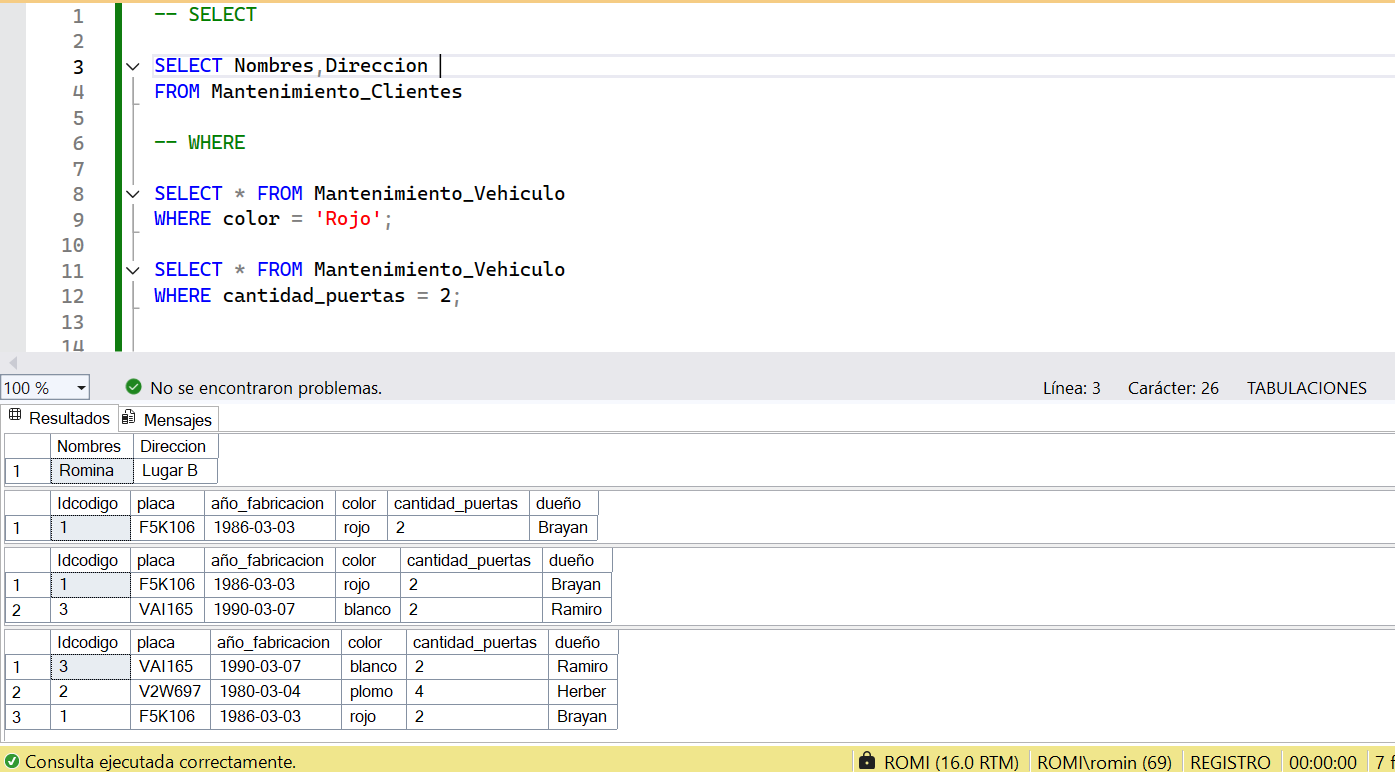 1 -- SELECT
2
3 SELECT Nombres,Direccion
4 FROM Mantenimiento_Clientes
5
6 -- WHERE
7
8 SELECT * FROM Mantenimiento_Vehiculo
9 WHERE color = 'Rojo';
10
11 SELECT * FROM Mantenimiento_Vehiculo
12 WHERE cantidad_puertas = 2;
13
14
100 % No se encontraron problemas. Línea: 3 Carácter: 26 TABULACIONES
Resultados Mensajes
Nombres Direccion
1 Romina Lugar B
Idcodigo placa año_fabricacion color cantidad_puertas dueño
1 1 F5K106 1986-03-03 rojo 2 Brayan
Idcodigo placa año_fabricacion color cantidad_puertas dueño
1 1 F5K106 1986-03-03 rojo 2 Brayan
2 3 VAI165 1990-03-07 blanco 2 Ramiro
Idcodigo placa año_fabricacion color cantidad_puertas dueño
1 3 VAI165 1990-03-07 blanco 2 Ramiro
2 2 V2W697 1980-03-04 plomo 4 Herber
3 1 F5K106 1986-03-03 rojo 2 Brayan
Consulta ejecutada correctamente. ROMI (16.0 RTM) ROMI\romin (69) REGISTRO 00:00:00 7 f